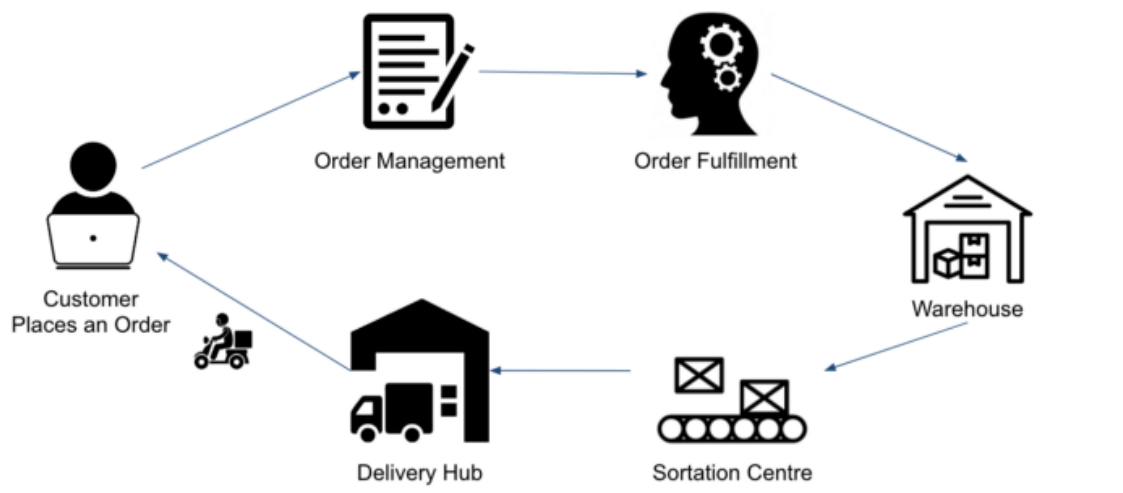 Order Management
Order Fulfillment
Customer
Places an Order
Warehouse
Delivery Hub
Sortation Centre